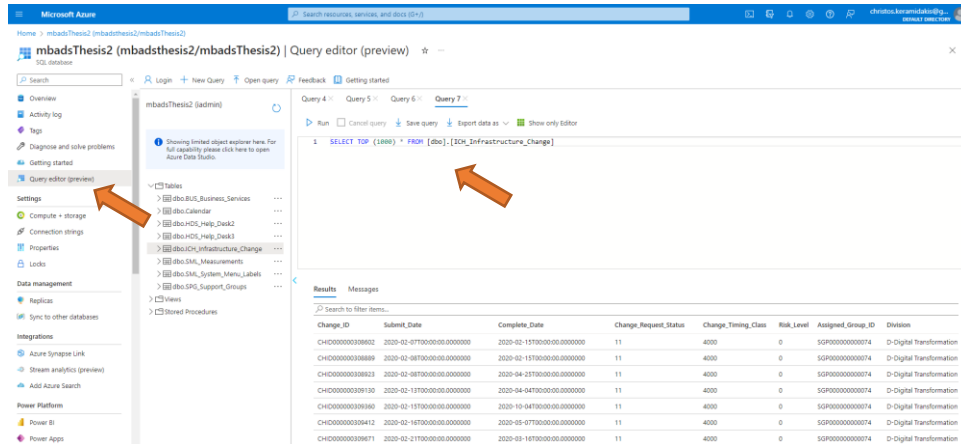 Microsoft Azure
Search resources, services, and docs (G+/)
christos.keramidakis@g...
DEFAULT DIRECTORY
Home > mbadsThesis2 (mbadsthesis2/mbadsThesis2)
mbadsThesis2 (mbadsthesis2/mbadsThesis2) | Query editor (preview)
SQL database
Search
Login New Query Open query Feedback Getting started
Overview
Activity log
Tags
Diagnose and solve problems
Getting started
Query editor (preview)
Settings
Compute + storage
Connection strings
Properties
Locks
Data management
Replicas
Sync to other databases
Integrations
Azure Synapse Link
Stream analytics (preview)
Add Azure Search
Power Platform
Power BI
Power Apps
mbadsThesis2 (iadmin)
Showing limited object explorer here. For
full capability please click here to open
Azure Data Studio.
Tables
dbo.BUS_Business_Services
dbo.Calendar
dbo.HDS_Help_Desk2
dbo.HDS_Help_Desk3
dbo.ICH_Infrastructure_Change
dbo.SML_Measurements
dbo.SML_System_Menu_Labels
dbo.SPG_Support_Groups
Views
Stored Procedures
Query 4 Query 5 Query 6 Query 7
Run Cancel query Save query Export data as Show only Editor
1 SELECT TOP (1000) * FROM [dbo].[ICH_Infrastructure_Change]
Results Messages
Search to filter items...
Change_ID Submit_Date Complete_Date Change_Request_Status Change_Timing_Class Risk_Level Assigned_Group_ID Division
CHID000000308602 2020-02-07T00:00:00.0000000 2020-02-15T00:00:00.0000000 11 4000 0 SGP000000000074 D-Digital Transformation
CHID000000308889 2020-02-08T00:00:00.0000000 2020-02-15T00:00:00.0000000 11 4000 0 SGP000000000074 D-Digital Transformation
CHID000000308923 2020-02-08T00:00:00.0000000 2020-04-25T00:00:00.0000000 11 4000 0 SGP000000000074 D-Digital Transformation
CHID000000309130 2020-02-13T00:00:00.0000000 2020-04-04T00:00:00.0000000 11 4000 0 SGP000000000074 D-Digital Transformation
CHID000000309360 2020-02-15T00:00:00.0000000 2020-10-04T00:00:00.0000000 11 4000 0 SGP000000000074 D-Digital Transformation
CHID000000309412 2020-02-16T00:00:00.0000000 2020-05-07T00:00:00.0000000 11 4000 0 SGP000000000074 D-Digital Transformation
CHID000000309671 2020-02-21T00:00:00.0000000 2020-03-16T00:00:00.0000000 11 4000 0 SGP000000000074 D-Digital Transformation